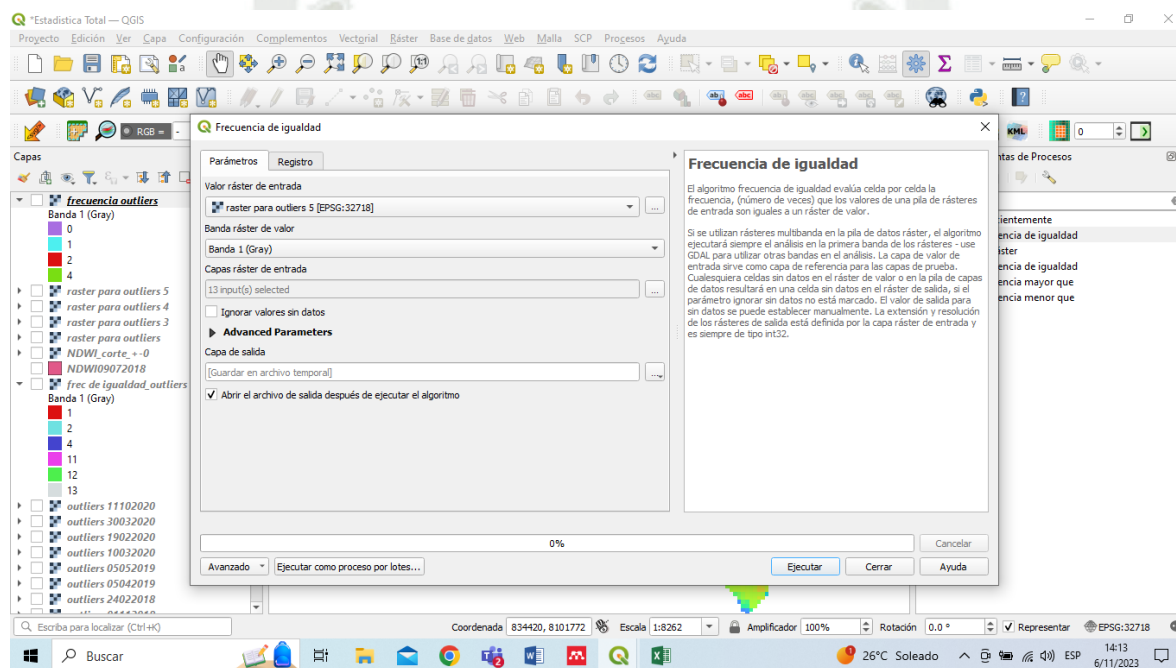 *Estadistica Total — QGIS
Proyecto Edición Ver Capa Configuración Complementos Vectorial Ráster Base de datos Web Malla SCP Procesos Ayuda
RGB = -
KML
0
Capas
frecuencia outliers
Banda 1 (Gray)
0
1
2
4
raster para outliers 5
raster para outliers 4
raster para outliers 3
raster para outliers
NDWI_corte_+-0
NDWI09072018
frec de igualdad_outliers
Banda 1 (Gray)
1
2
4
11
12
13
outliers 11102020
outliers 30032020
outliers 19022020
outliers 10032020
outliers 05052019
outliers 05042019
outliers 24022018
Frecuencia de igualdad
Parámetros Registro
Valor ráster de entrada
raster para outliers 5 [EPSG:32718]
...
Banda ráster de valor
Banda 1 (Gray)
Capas ráster de entrada
13 input(s) selected
...
Ignorar valores sin datos
Advanced Parameters
Capa de salida
[Guardar en archivo temporal]
...
Abrir el archivo de salida después de ejecutar el algoritmo
Frecuencia de igualdad
El algoritmo frecuencia de igualdad evalúa celda por celda la
frecuencia, (número de veces) que los valores de una pila de rásteres
de entrada son iguales a un ráster de valor.
Si se utilizan rásteres multibanda en la pila de datos ráster, el algoritmo
ejecutará siempre el análisis en la primera banda de los rásteres - use
GDAL para utilizar otras bandas en el análisis. La capa de valor de
entrada sirve como capa de referencia para las capas de prueba.
Cualesquiera celdas sin datos en el ráster de valor o en la pila de capas
de datos resultará en una celda sin datos en el ráster de salida, si el
parámetro ignorar sin datos no está marcado. El valor de salida para
sin datos se puede establecer manualmente. La extensión y resolución
de los rásteres de salida está definida por la capa ráster de entrada y
es siempre de tipo int32.
0%
Cancelar
Avanzado
Ejecutar como proceso por lotes...
Ejecutar
Cerrar
Ayuda
ntas de Procesos
cientemente
encia de igualdad
áster
encia de igualdad
encia mayor que
encia menor que
Escriba para localizar (Ctrl+K)
Coordenada 834420, 8101772 Escala 1:8262 Amplificador 100% Rotación 0.0 ° Representar EPSG:32718
Buscar
26°C Soleado
ESP
14:13
6/11/2023